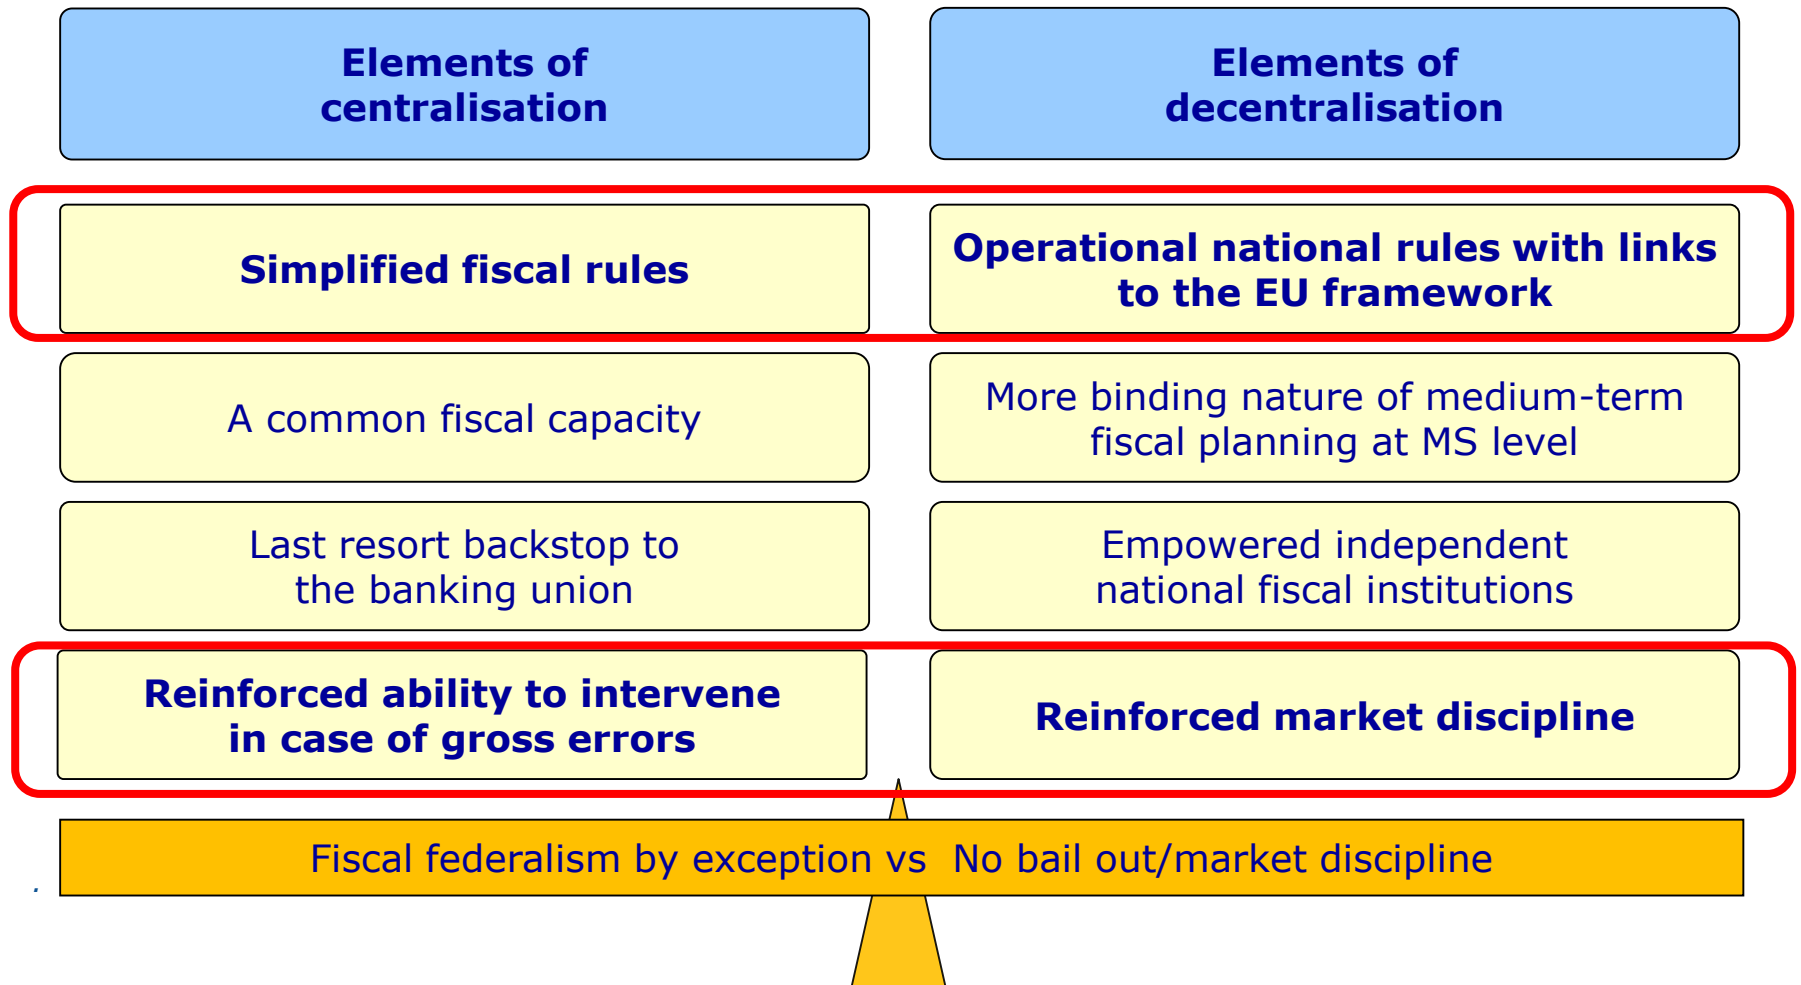 Elements of
centralisation
Elements of
decentralisation
Simplified fiscal rules
Operational national rules with links
to the EU framework
A common fiscal capacity
More binding nature of medium-term
fiscal planning at MS level
Last resort backstop to
the banking union
Empowered independent
national fiscal institutions
Reinforced ability to intervene
in case of gross errors
Reinforced market discipline
Fiscal federalism by exception vs  No bail out/market discipline
.